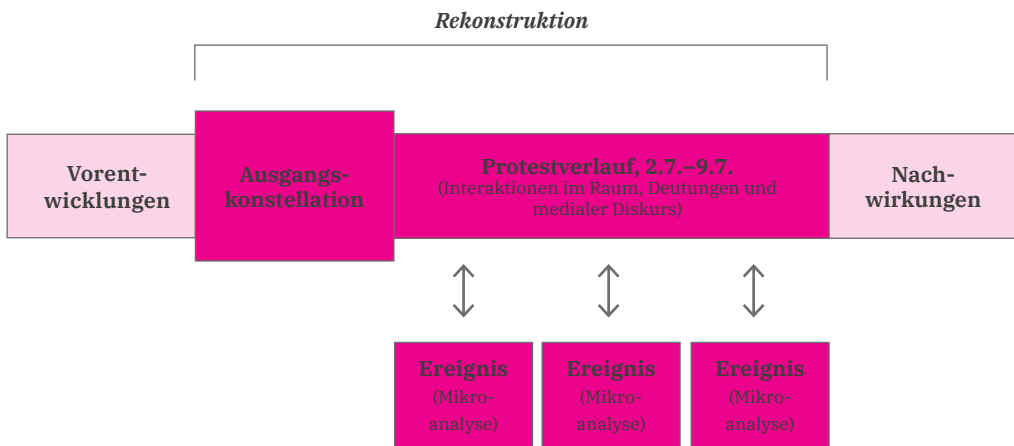 Rekonstruktion
Vorent-
wicklungen
Ausgangs-
konstellation
Protestverlauf, 2.7.–9.7.
(Interaktionen im Raum, Deutungen und
medialer Diskurs)
Nach-
wirkungen
Ereignis
(Mikro-
analyse)
Ereignis
(Mikro-
analyse)
Ereignis
(Mikro-
analyse)